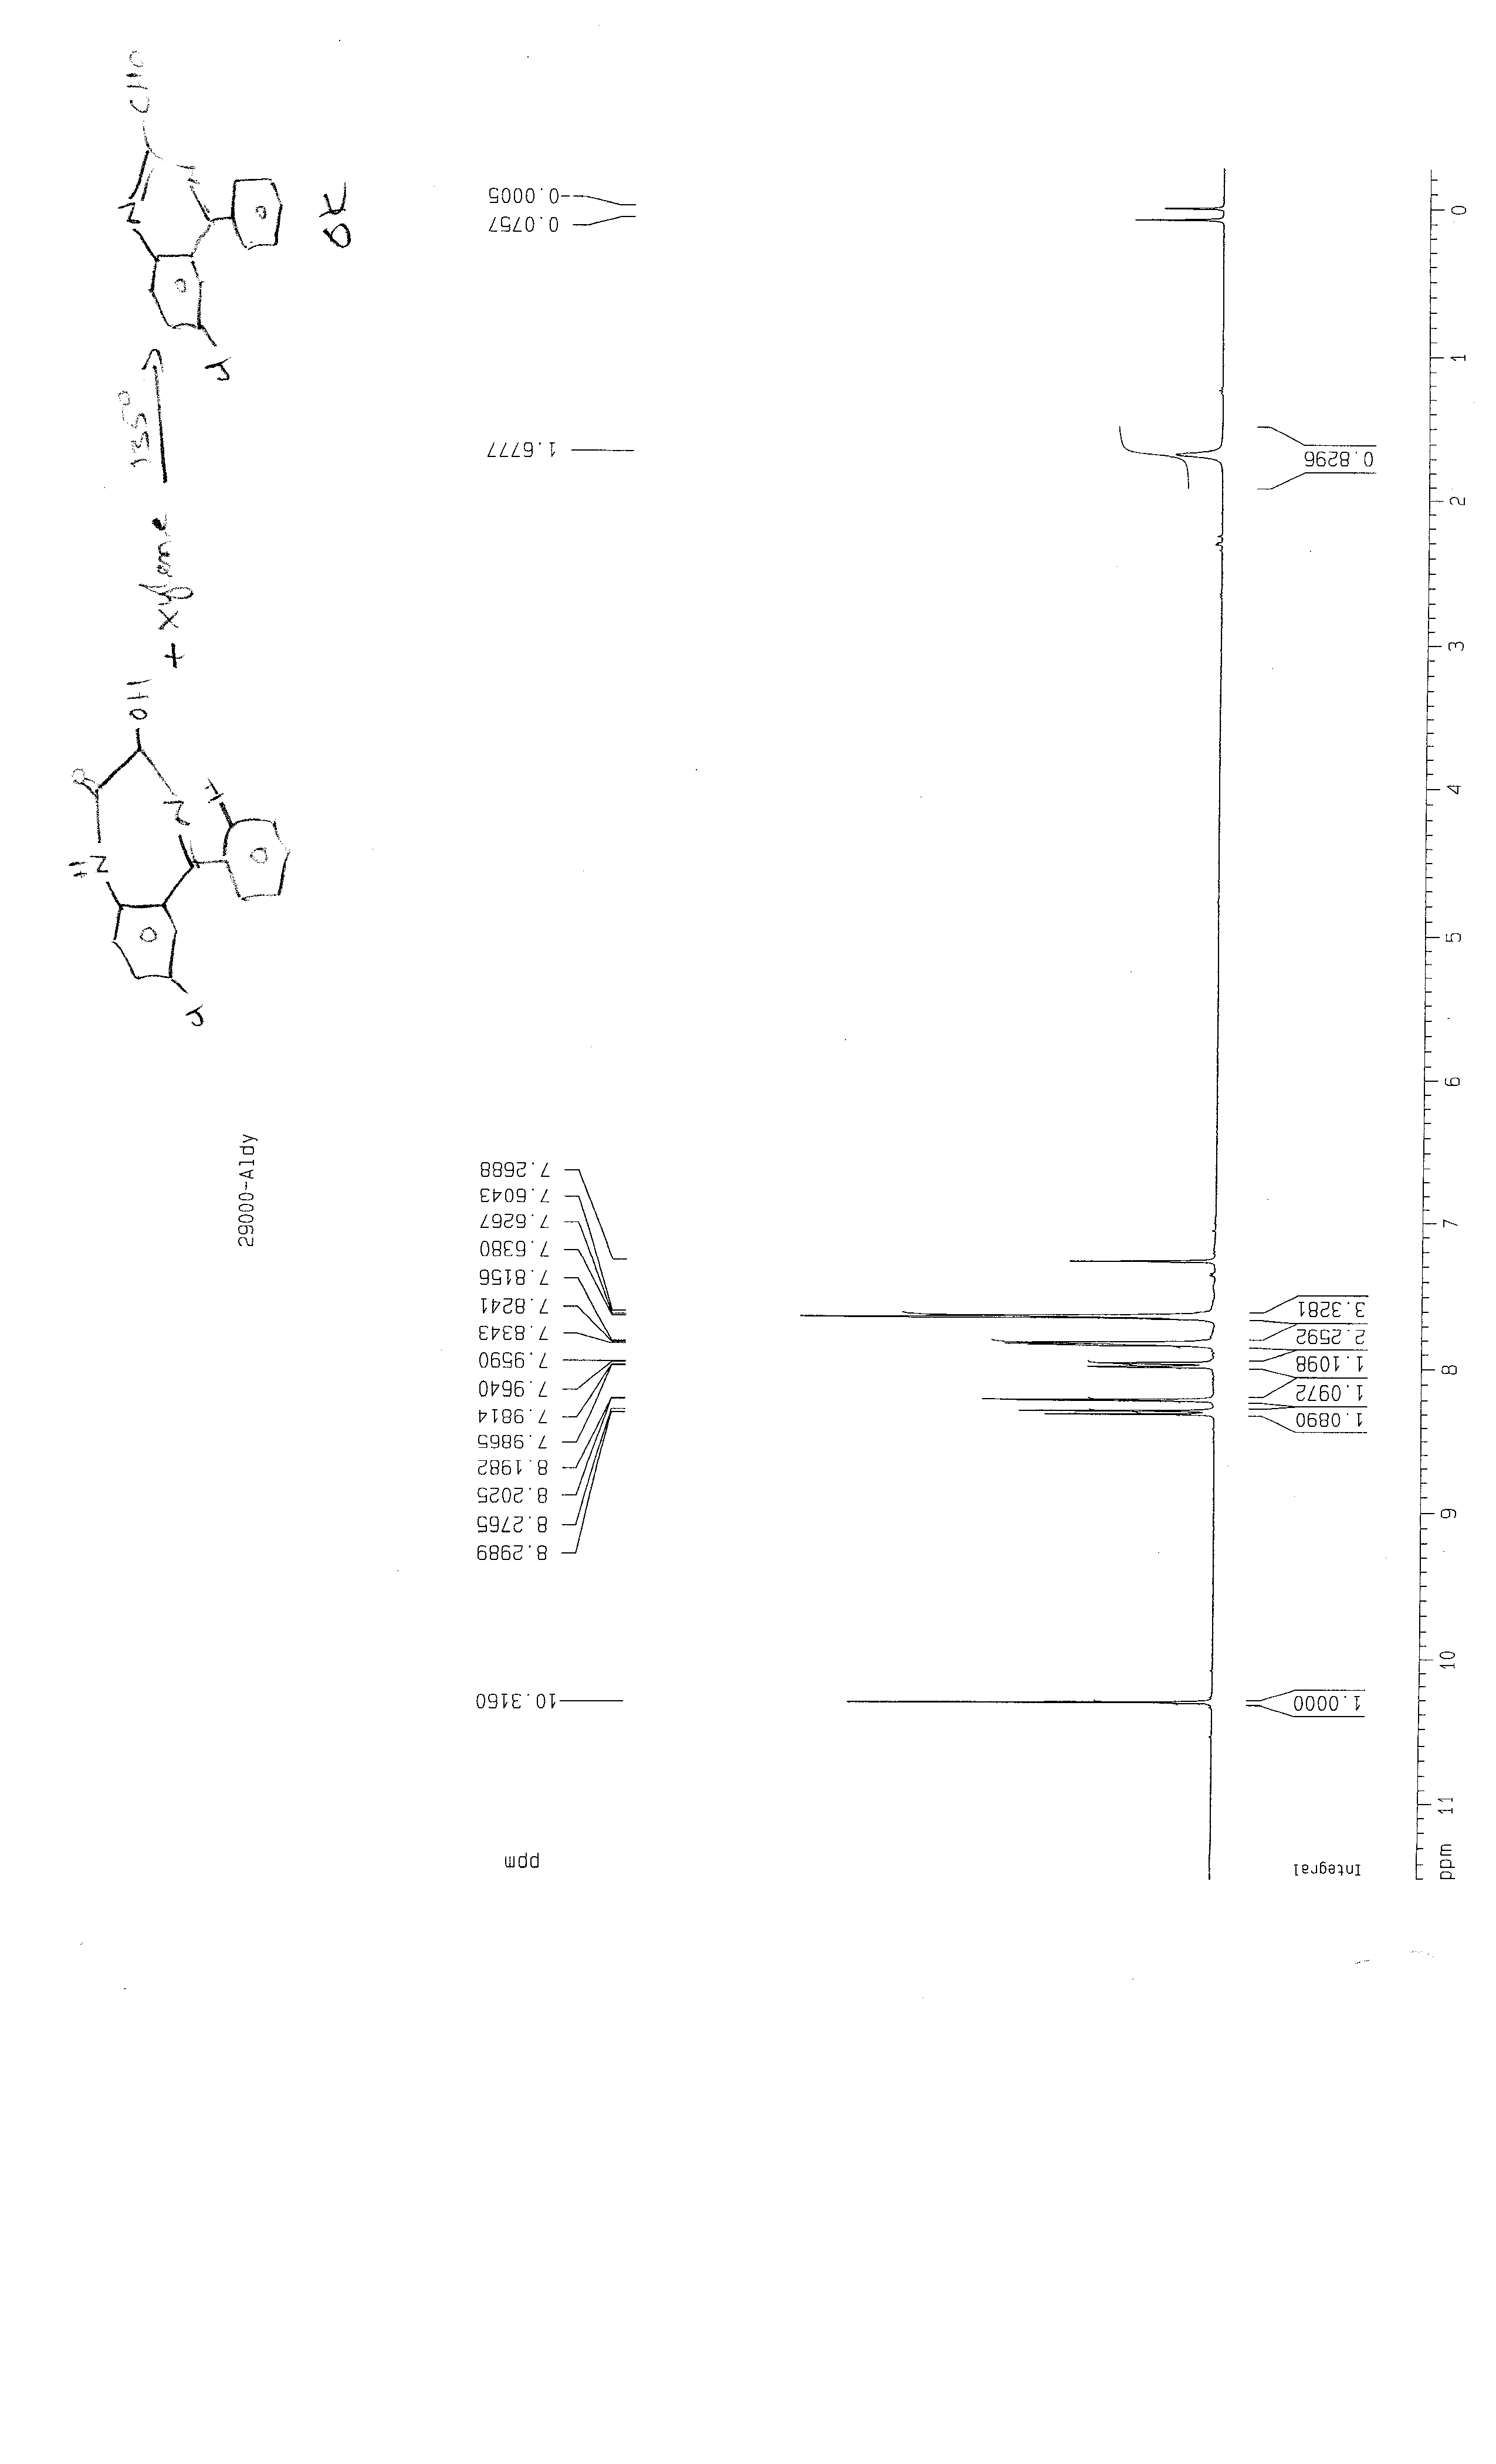 OH + xylene 135° CHO
O
H
N
N
H
Cl
N
N
Cl
OK
29000-Aldy
ppm
10.3160
8.2989
8.2765
8.2025
8.1982
7.9865
7.9814
7.9640
7.9590
7.8343
7.8241
7.8156
7.6380
7.6267
7.6043
7.2688
1.6777
0.0757
-0.0005
Integral
1.0000
1.0890
1.0972
1.1098
2.2592
3.3281
0.8296
ppm 11 10 9 8 7 6 5 4 3 2 1 0